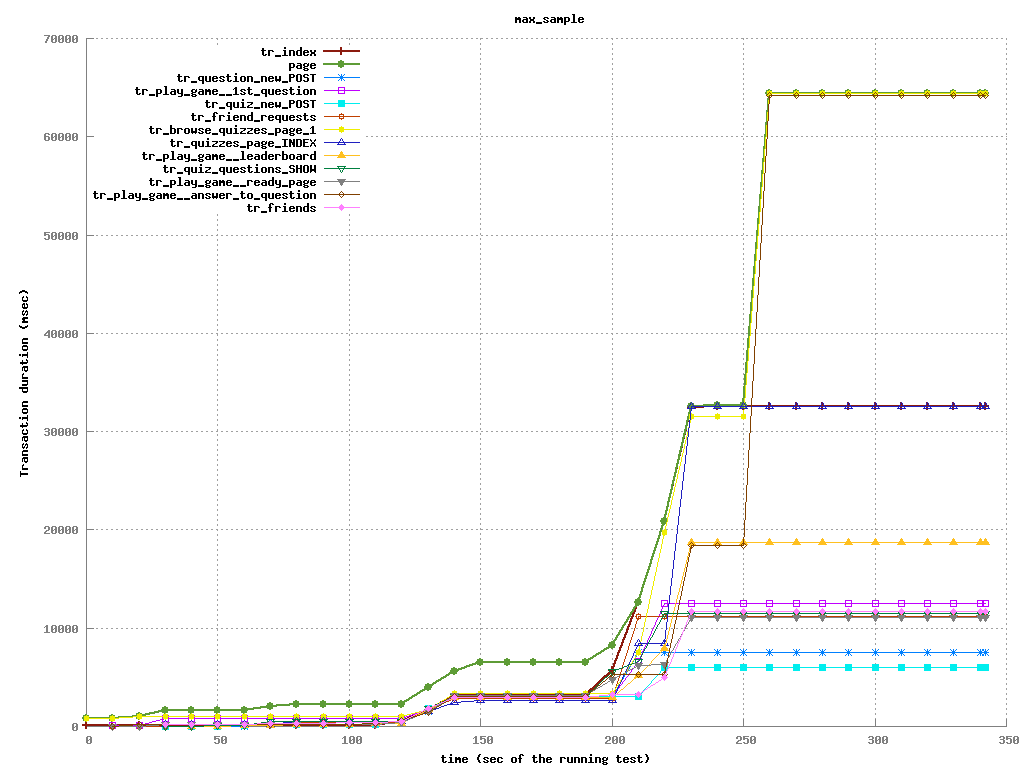 max_sample
70000
60000
50000
40000
30000
20000
10000
0
Transaction duration (msec)
tr_index
page
tr_question_new_POST
tr_play_game__1st_question
tr_quiz_new_POST
tr_friend_requests
tr_browse_quizzes_page_1
tr_quizzes_page_INDEX
tr_play_game__leaderboard
tr_quiz_questions_SHOW
tr_play_game__ready_page
tr_play_game__answer_to_question
tr_friends
0 50 100 150 200 250 300 350
time (sec of the running test)